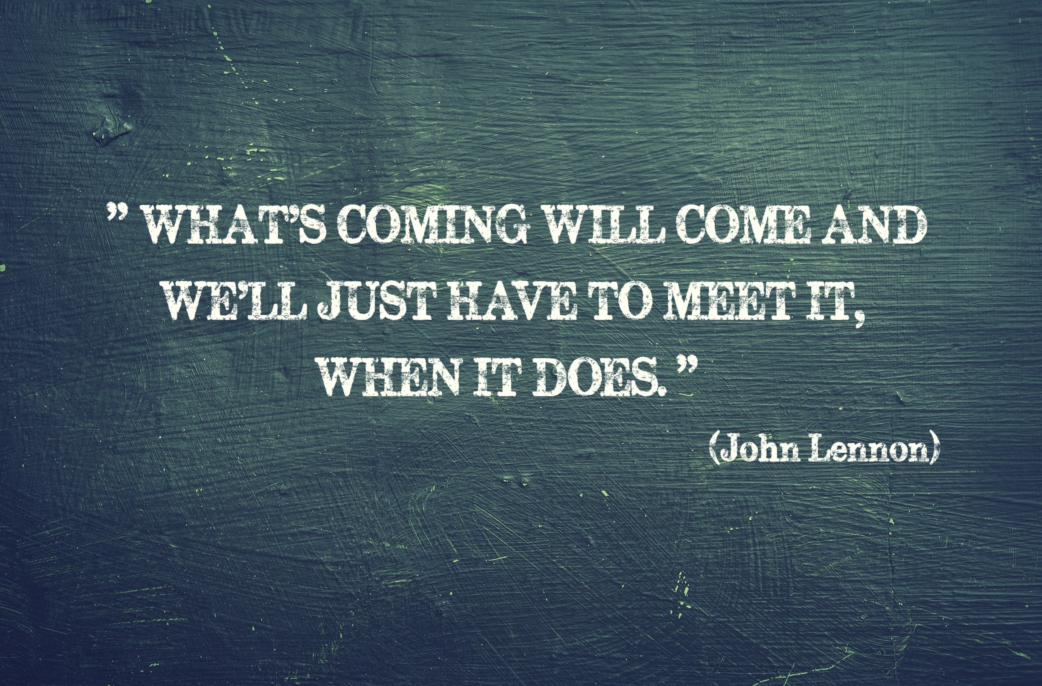 ” WHAT’S COMING WILL COME AND
WE’LL JUST HAVE TO MEET IT,
WHEN IT DOES. ”
(John Lennon)